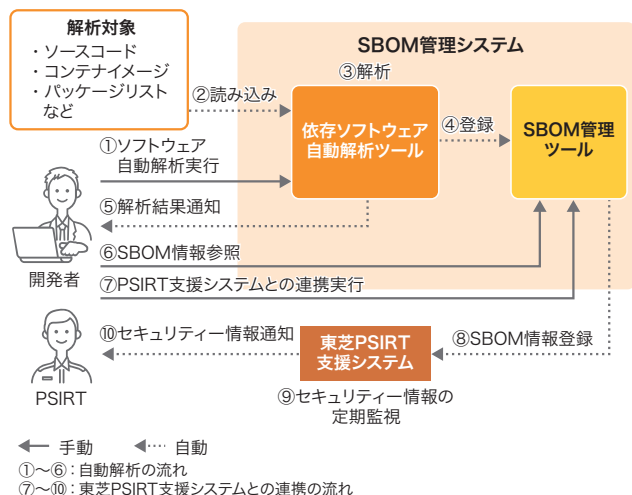 解析対象
・ソースコード
・コンテナイメージ
・パッケージリスト
など
SBOM管理システム
②読み込み
③解析
依存ソフトウェア
自動解析ツール
④登録
SBOM管理
ツール
①ソフトウェア
自動解析実行
⑤解析結果通知
⑥SBOM情報参照
開発者
⑦PSIRT支援システムとの連携実行
⑩セキュリティー情報通知
東芝PSIRT
支援システム
⑧SBOM情報登録
PSIRT
⑨セキュリティー情報の
定期監視
手動 自動
①〜⑥：自動解析の流れ
⑦〜⑩：東芝PSIRT支援システムとの連携の流れ